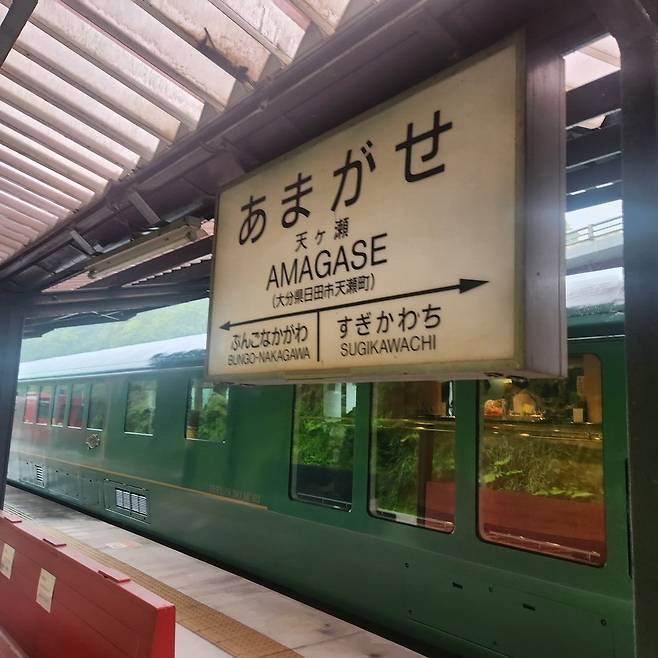 あまがせ
天ヶ瀬
AMAGASE
(大分県日田市天瀬町)
ぶんごなかがわ すぎかわち
BUNGO-NAKAGAWA SUGIKAWACHI